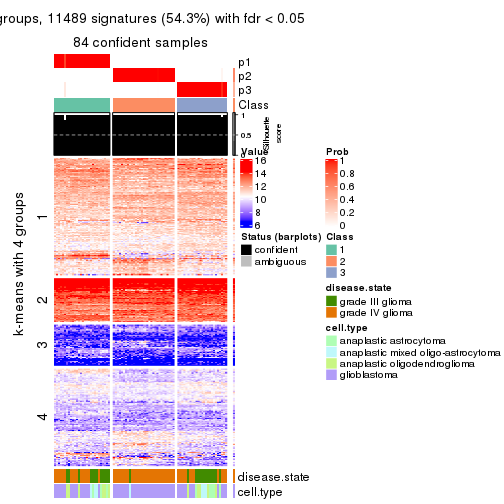 groups, 11489 signatures (54.3%) with fdr < 0.05
84 confident samples
p1
p2
p3
Class
1
0.5
0
Silhouette
score
k-means with 4 groups
1
2
3
4
disease.state
cell.type
Value
16
14
12
10
8
6
Prob
1
0.8
0.6
0.4
0.2
0
Status (barplots)
confident
ambiguous
Class
1
2
3
disease.state
grade III glioma
grade IV glioma
cell.type
anaplastic astrocytoma
anaplastic mixed oligo-astrocytoma
anaplastic oligodendroglioma
glioblastoma